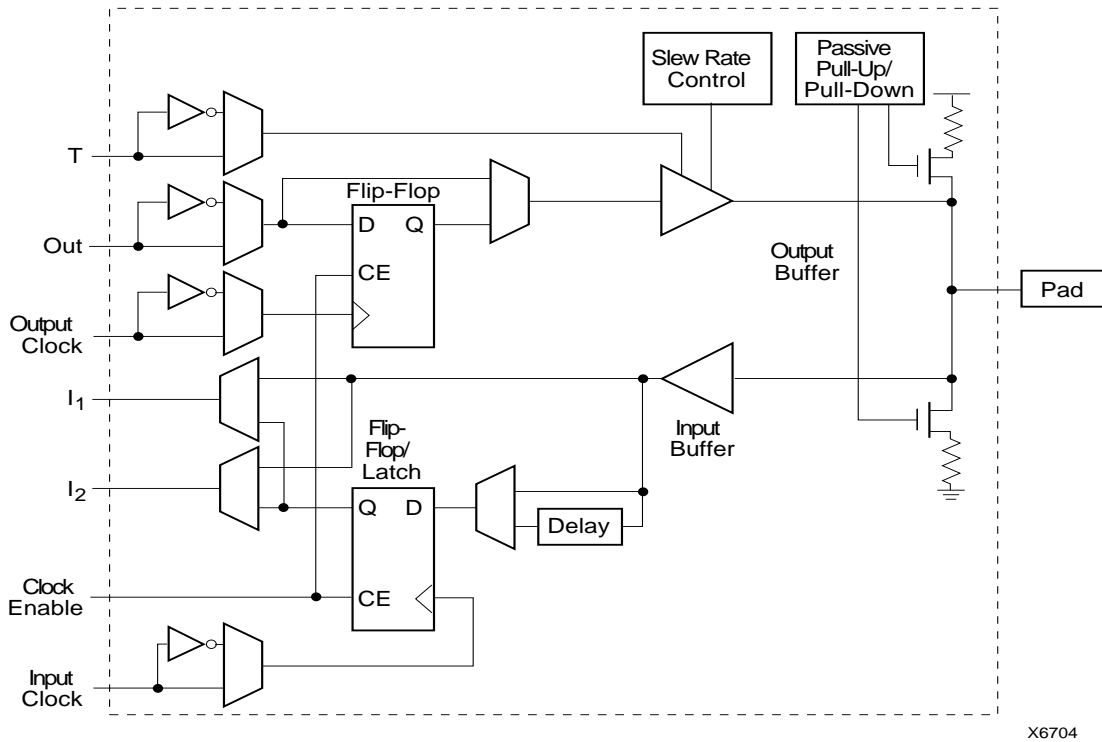 Slew Rate
Control
Passive
Pull-Up/
Pull-Down
T
Flip-Flop
D Q
Out
CE
Output
Buffer
Pad
Output
Clock
I1
Flip-
Flop/
Latch
Input
Buffer
I2
Q D
Delay
Clock
Enable
CE
Input
Clock
X6704